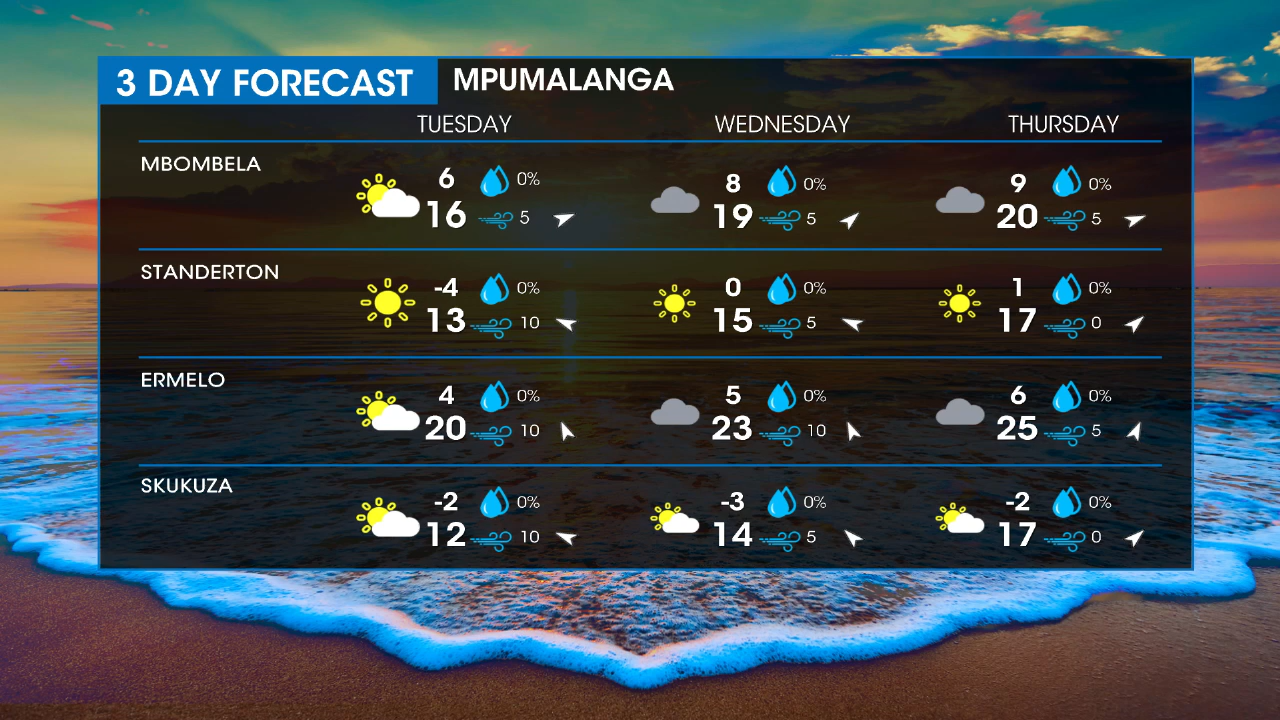 3 DAY FORECAST MPUMALANGA
TUESDAY WEDNESDAY THURSDAY
MBOMBELA
6 0% 8 0% 9 0%
16 5 19 5 20 5
STANDERTON
-4 0% 0 0% 1 0%
13 10 15 5 17 0
ERMELO
4 0% 5 0% 6 0%
20 10 23 10 25 5
SKUKUZA
-2 0% -3 0% -2 0%
12 10 14 5 17 0